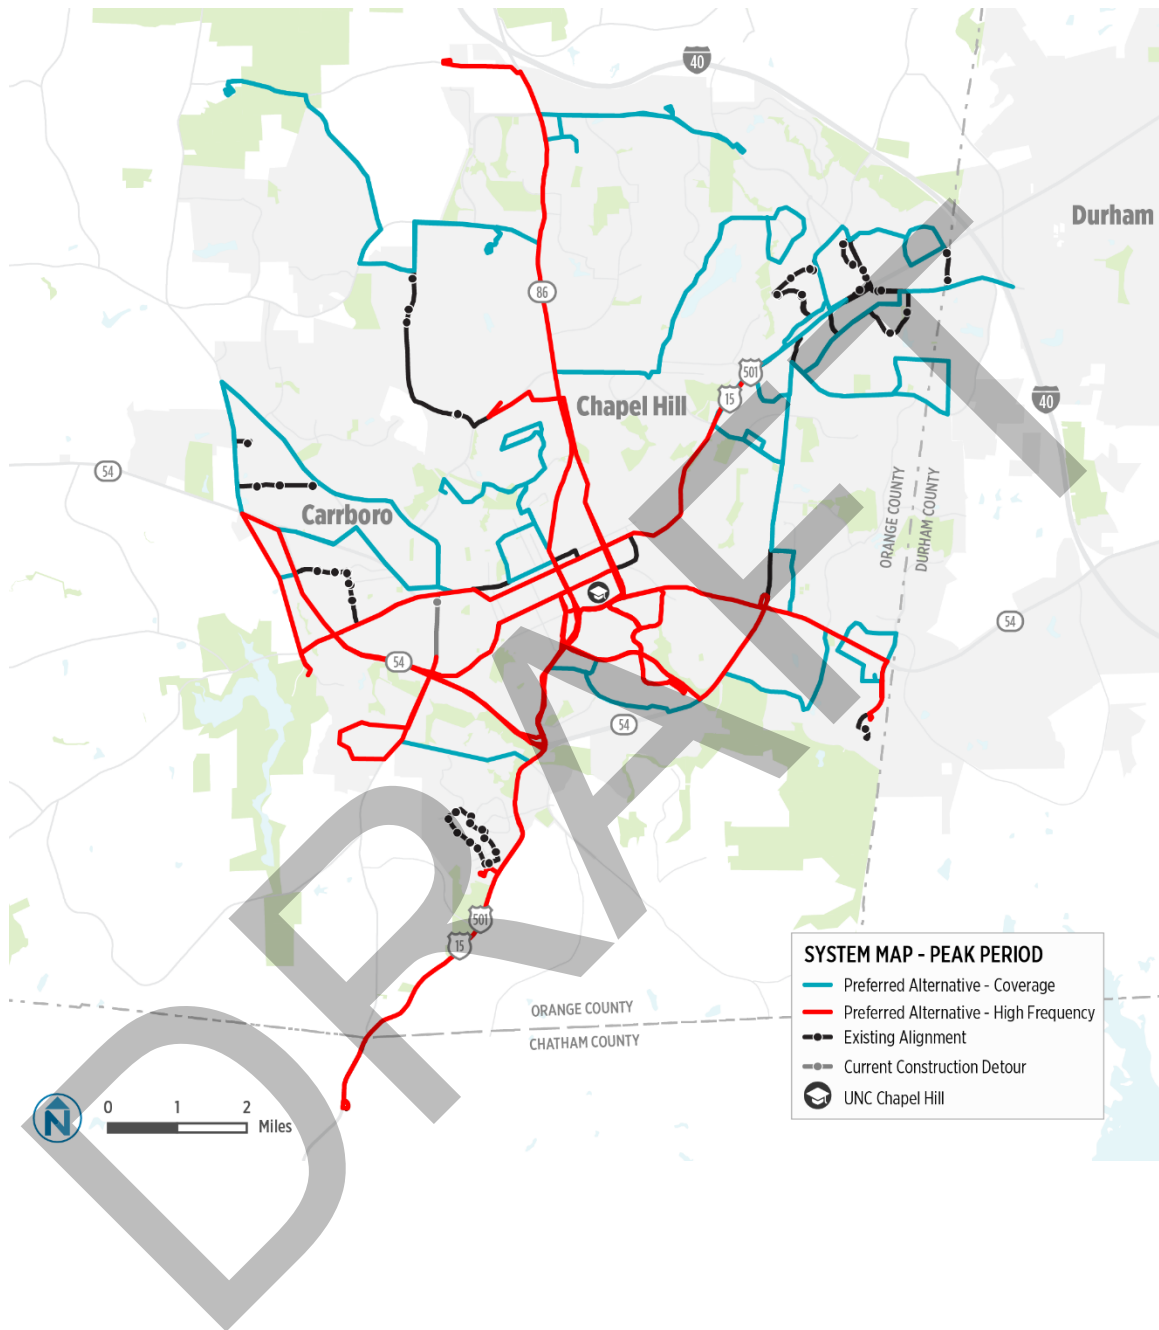 40
Durham
86
501
15
Chapel Hill
40
54
Carrboro
ORANGE COUNTY
DURHAM COUNTY
54
54
54
501
15
ORANGE COUNTY
CHATHAM COUNTY
SYSTEM MAP - PEAK PERIOD
Preferred Alternative - Coverage
Preferred Alternative - High Frequency
Existing Alignment
Current Construction Detour
UNC Chapel Hill
N
0 1 2
Miles
DRAFT